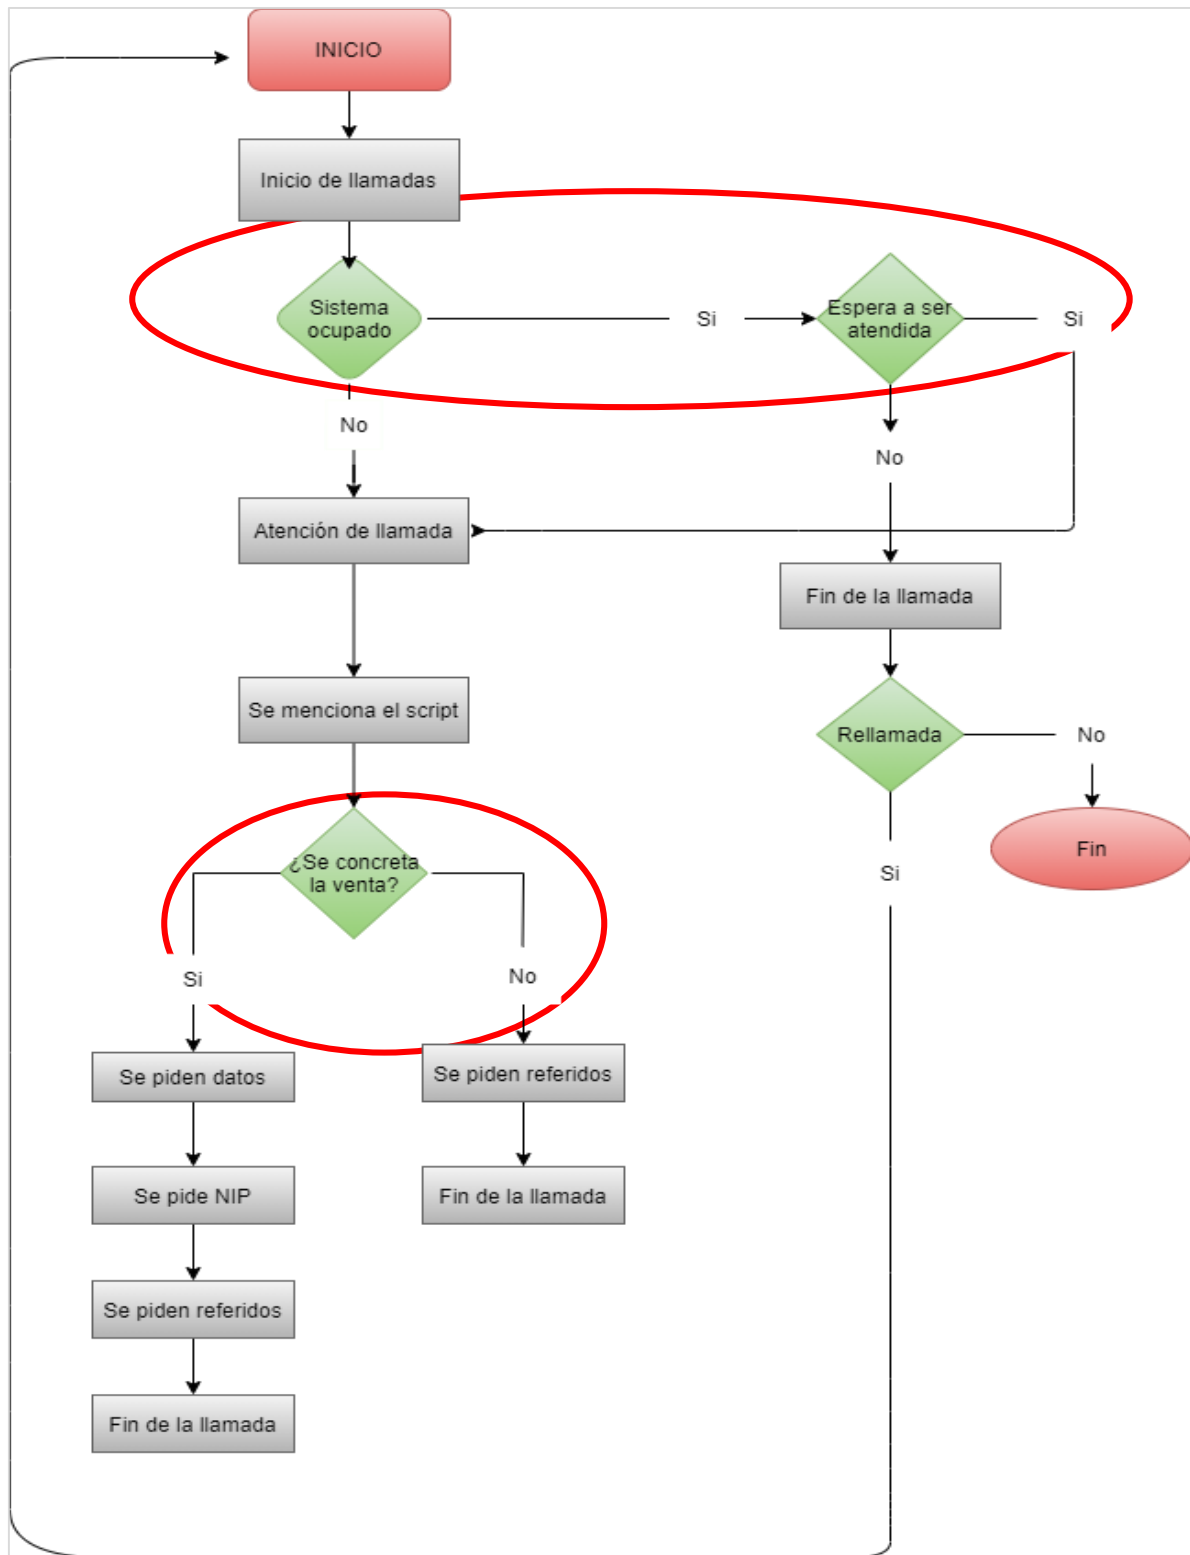 INICIO
Inicio de llamadas
Sistema
ocupado
Si
Espera a ser
atendida
Si
No
No
Atención de llamada
Fin de la llamada
Se menciona el script
Rellamada
No
Fin
¿Se concreta
la venta?
Si
Si
No
Se piden datos
Se piden referidos
Se pide NIP
Fin de la llamada
Se piden referidos
Fin de la llamada